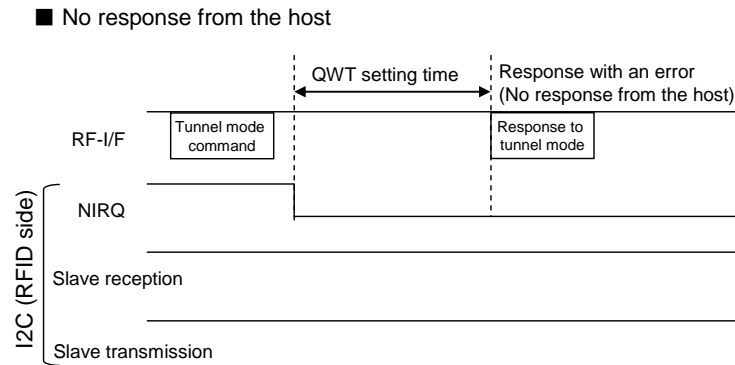 ■ No response from the host
QWT setting time
Response with an error
(No response from the host)
RF-I/F
Tunnel mode
command
Response to
tunnel mode
I2C (RFID side)
NIRQ
Slave reception
Slave transmission